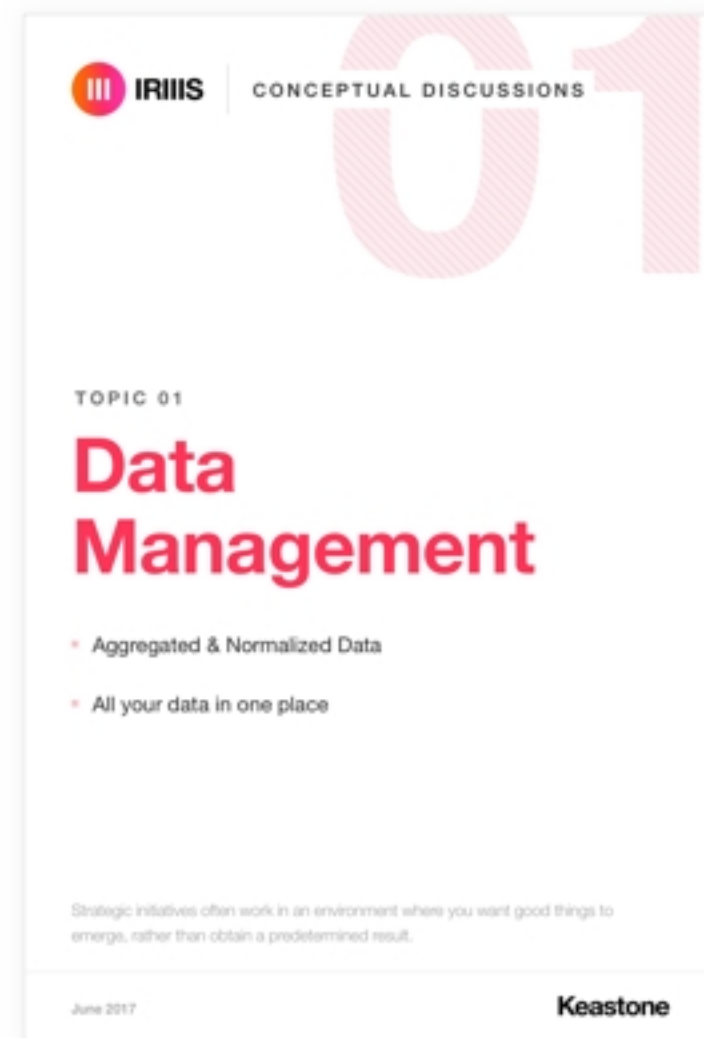 01
IRIIIS
CONCEPTUAL DISCUSSIONS
TOPIC 01
Data
Management
Aggregated & Normalized Data
All your data in one place
Strategic initiatives often work in an environment where you want good things to
emerge, rather than obtain a predetermined result.
June 2017
Keastone